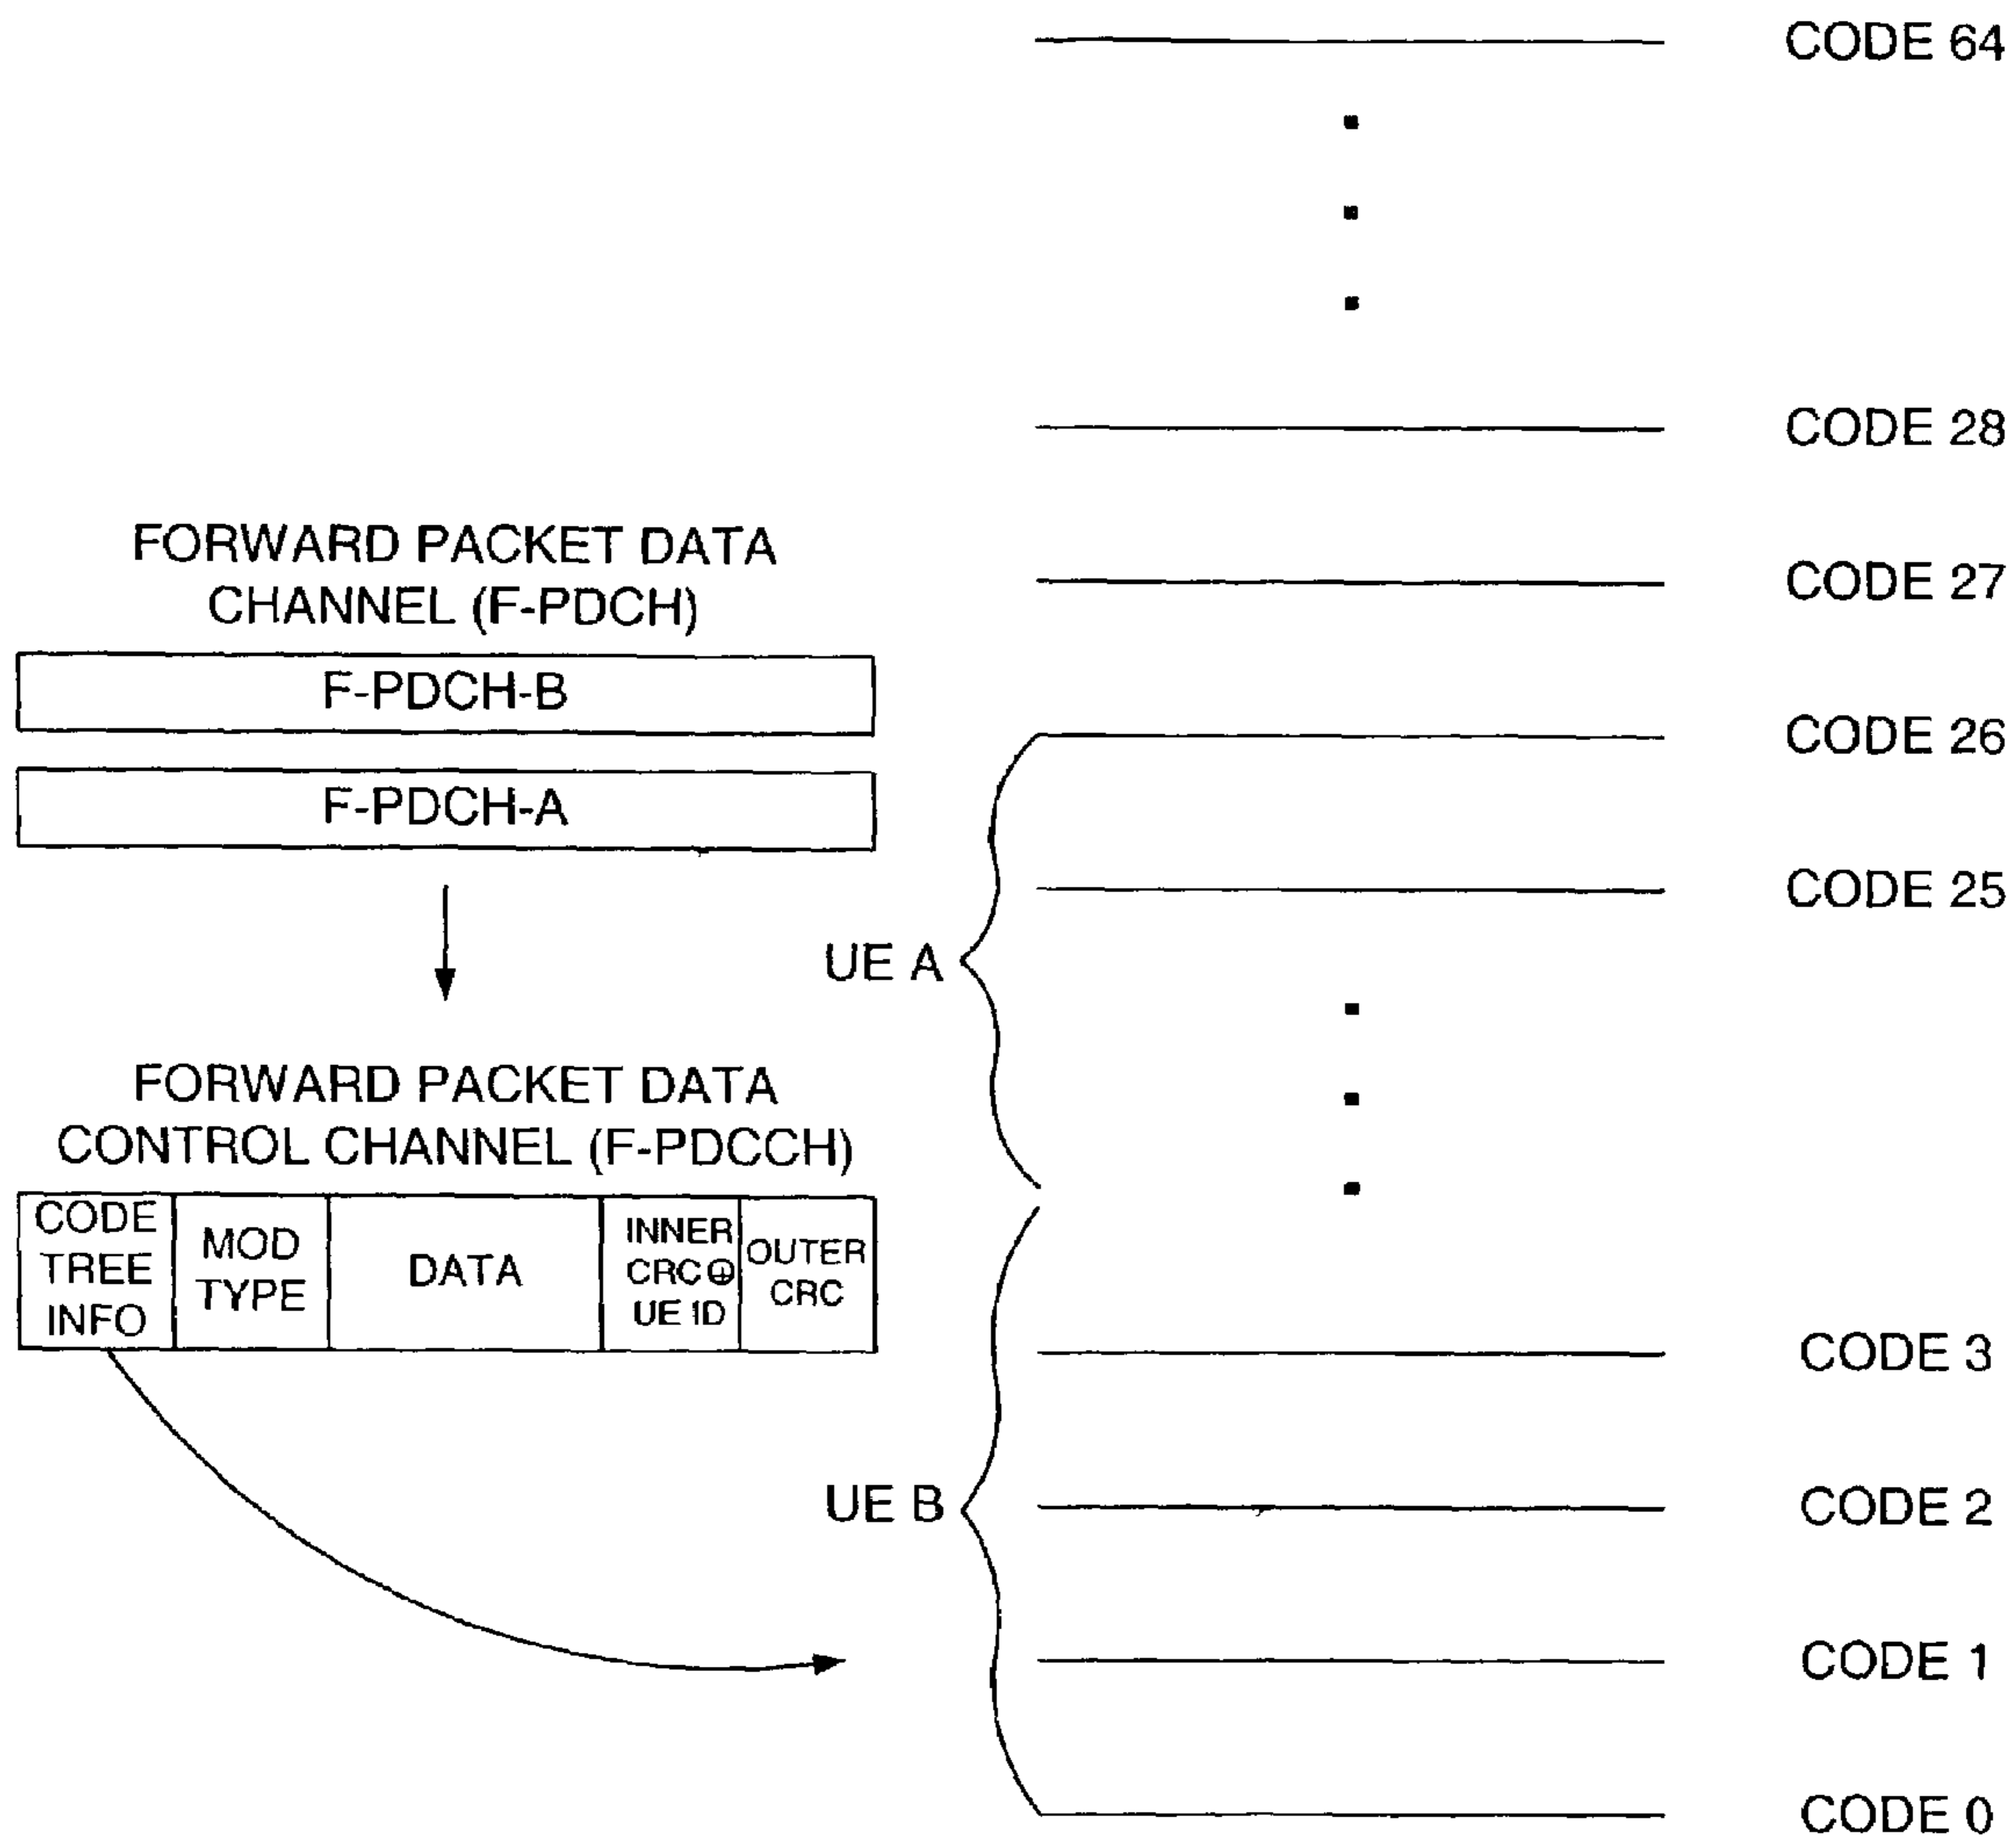 CODE 64
CODE 28
FORWARD PACKET DATA
CHANNEL (F-PDCH)
CODE 27
F-PDCH-B
CODE 26
F-PDCH-A
CODE 25
UE A
FORWARD PACKET DATA
CONTROL CHANNEL (F-PDCCH)
CODE
TREE
INFO
MOD
TYPE
DATA
INNER
CRC⊕
UE ID
OUTER
CRC
CODE 3
UE B
CODE 2
CODE 1
CODE 0